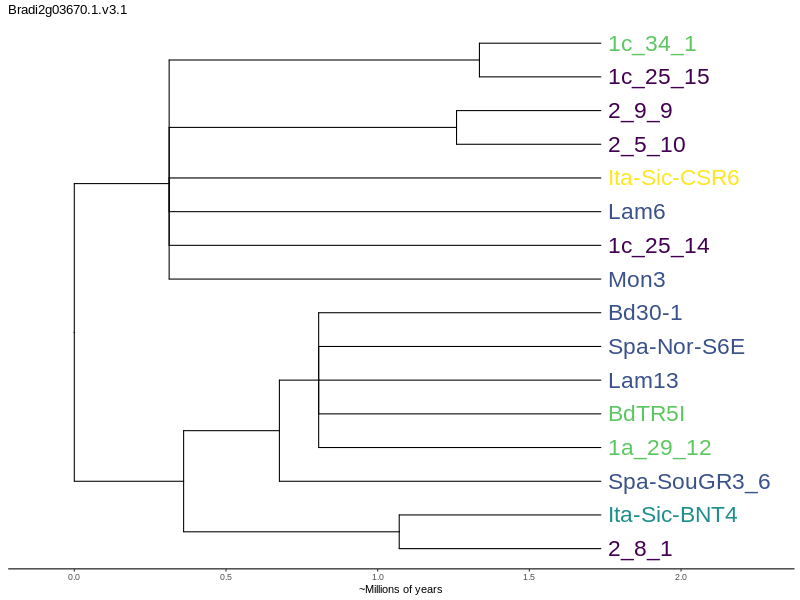 Bradi2g03670.1.v3.1
1c_34_1
1c_25_15
2_9_9
2_5_10
Ita-Sic-CSR6
Lam6
1c_25_14
Mon3
Bd30-1
Spa-Nor-S6E
Lam13
BdTR5I
1a_29_12
Spa-SouGR3_6
Ita-Sic-BNT4
2_8_1
0.0 0.5 1.0 1.5 2.0
~Millions of years